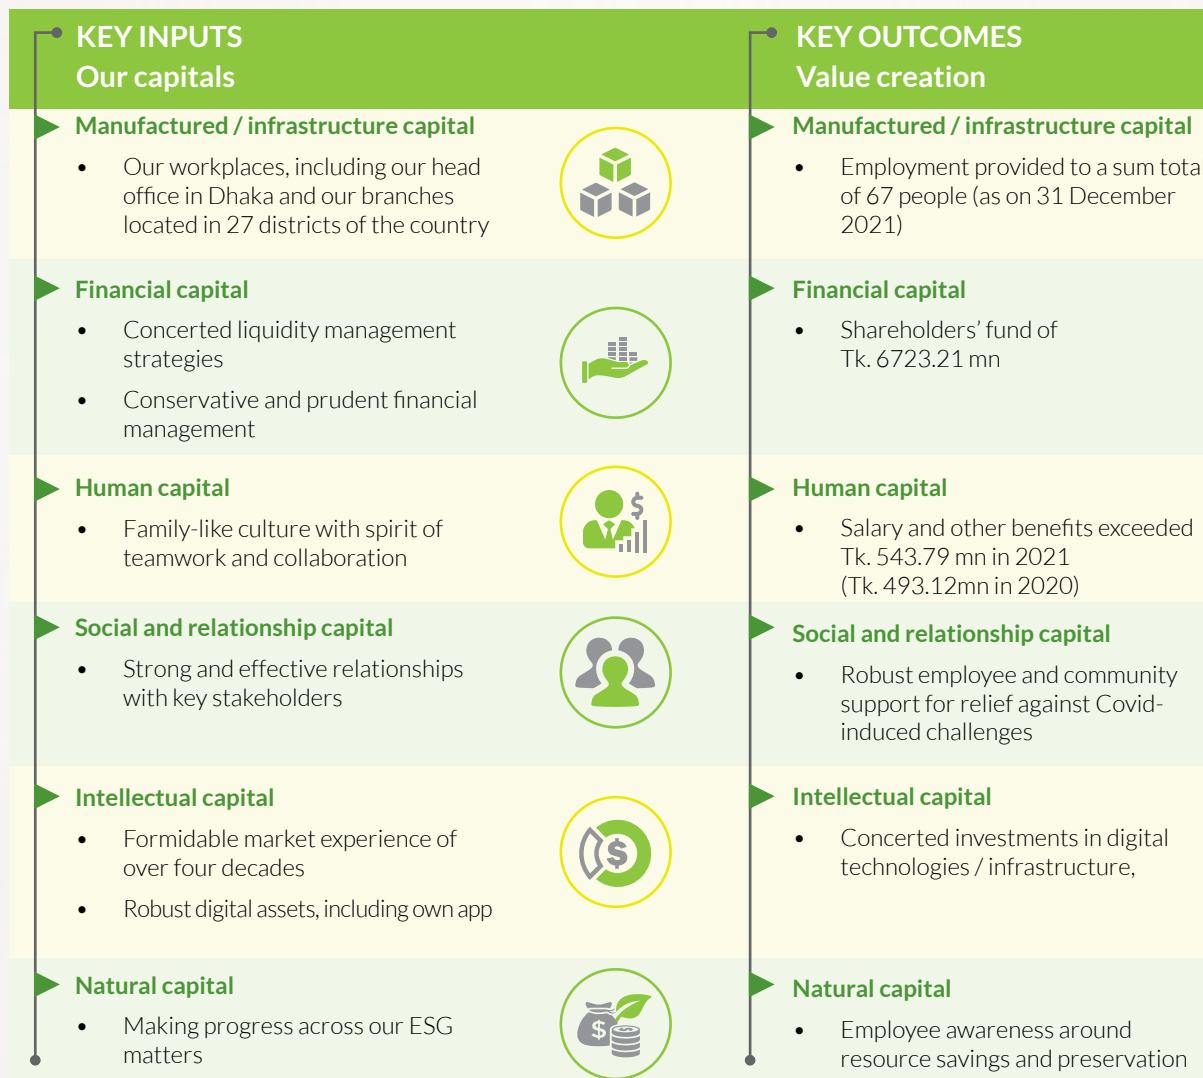 KEY INPUTS
Our capitals
Manufactured / infrastructure capital
• Our workplaces, including our head
office in Dhaka and our branches
located in 27 districts of the country
Financial capital
• Concerted liquidity management
strategies
• Conservative and prudent financial
management
Human capital
• Family-like culture with spirit of
teamwork and collaboration
Social and relationship capital
• Strong and effective relationships
with key stakeholders
Intellectual capital
• Formidable market experience of
over four decades
• Robust digital assets, including own app
Natural capital
• Making progress across our ESG
matters
$
$
$
KEY OUTCOMES
Value creation
Manufactured / infrastructure capital
• Employment provided to a sum total
of 67 people (as on 31 December
2021)
Financial capital
• Shareholders' fund of
Tk. 6723.21 mn
Human capital
• Salary and other benefits exceeded
Tk. 543.79 mn in 2021
(Tk. 493.12mn in 2020)
Social and relationship capital
• Robust employee and community
support for relief against Covid-
induced challenges
Intellectual capital
• Concerted investments in digital
technologies / infrastructure,
Natural capital
• Employee awareness around
resource savings and preservation